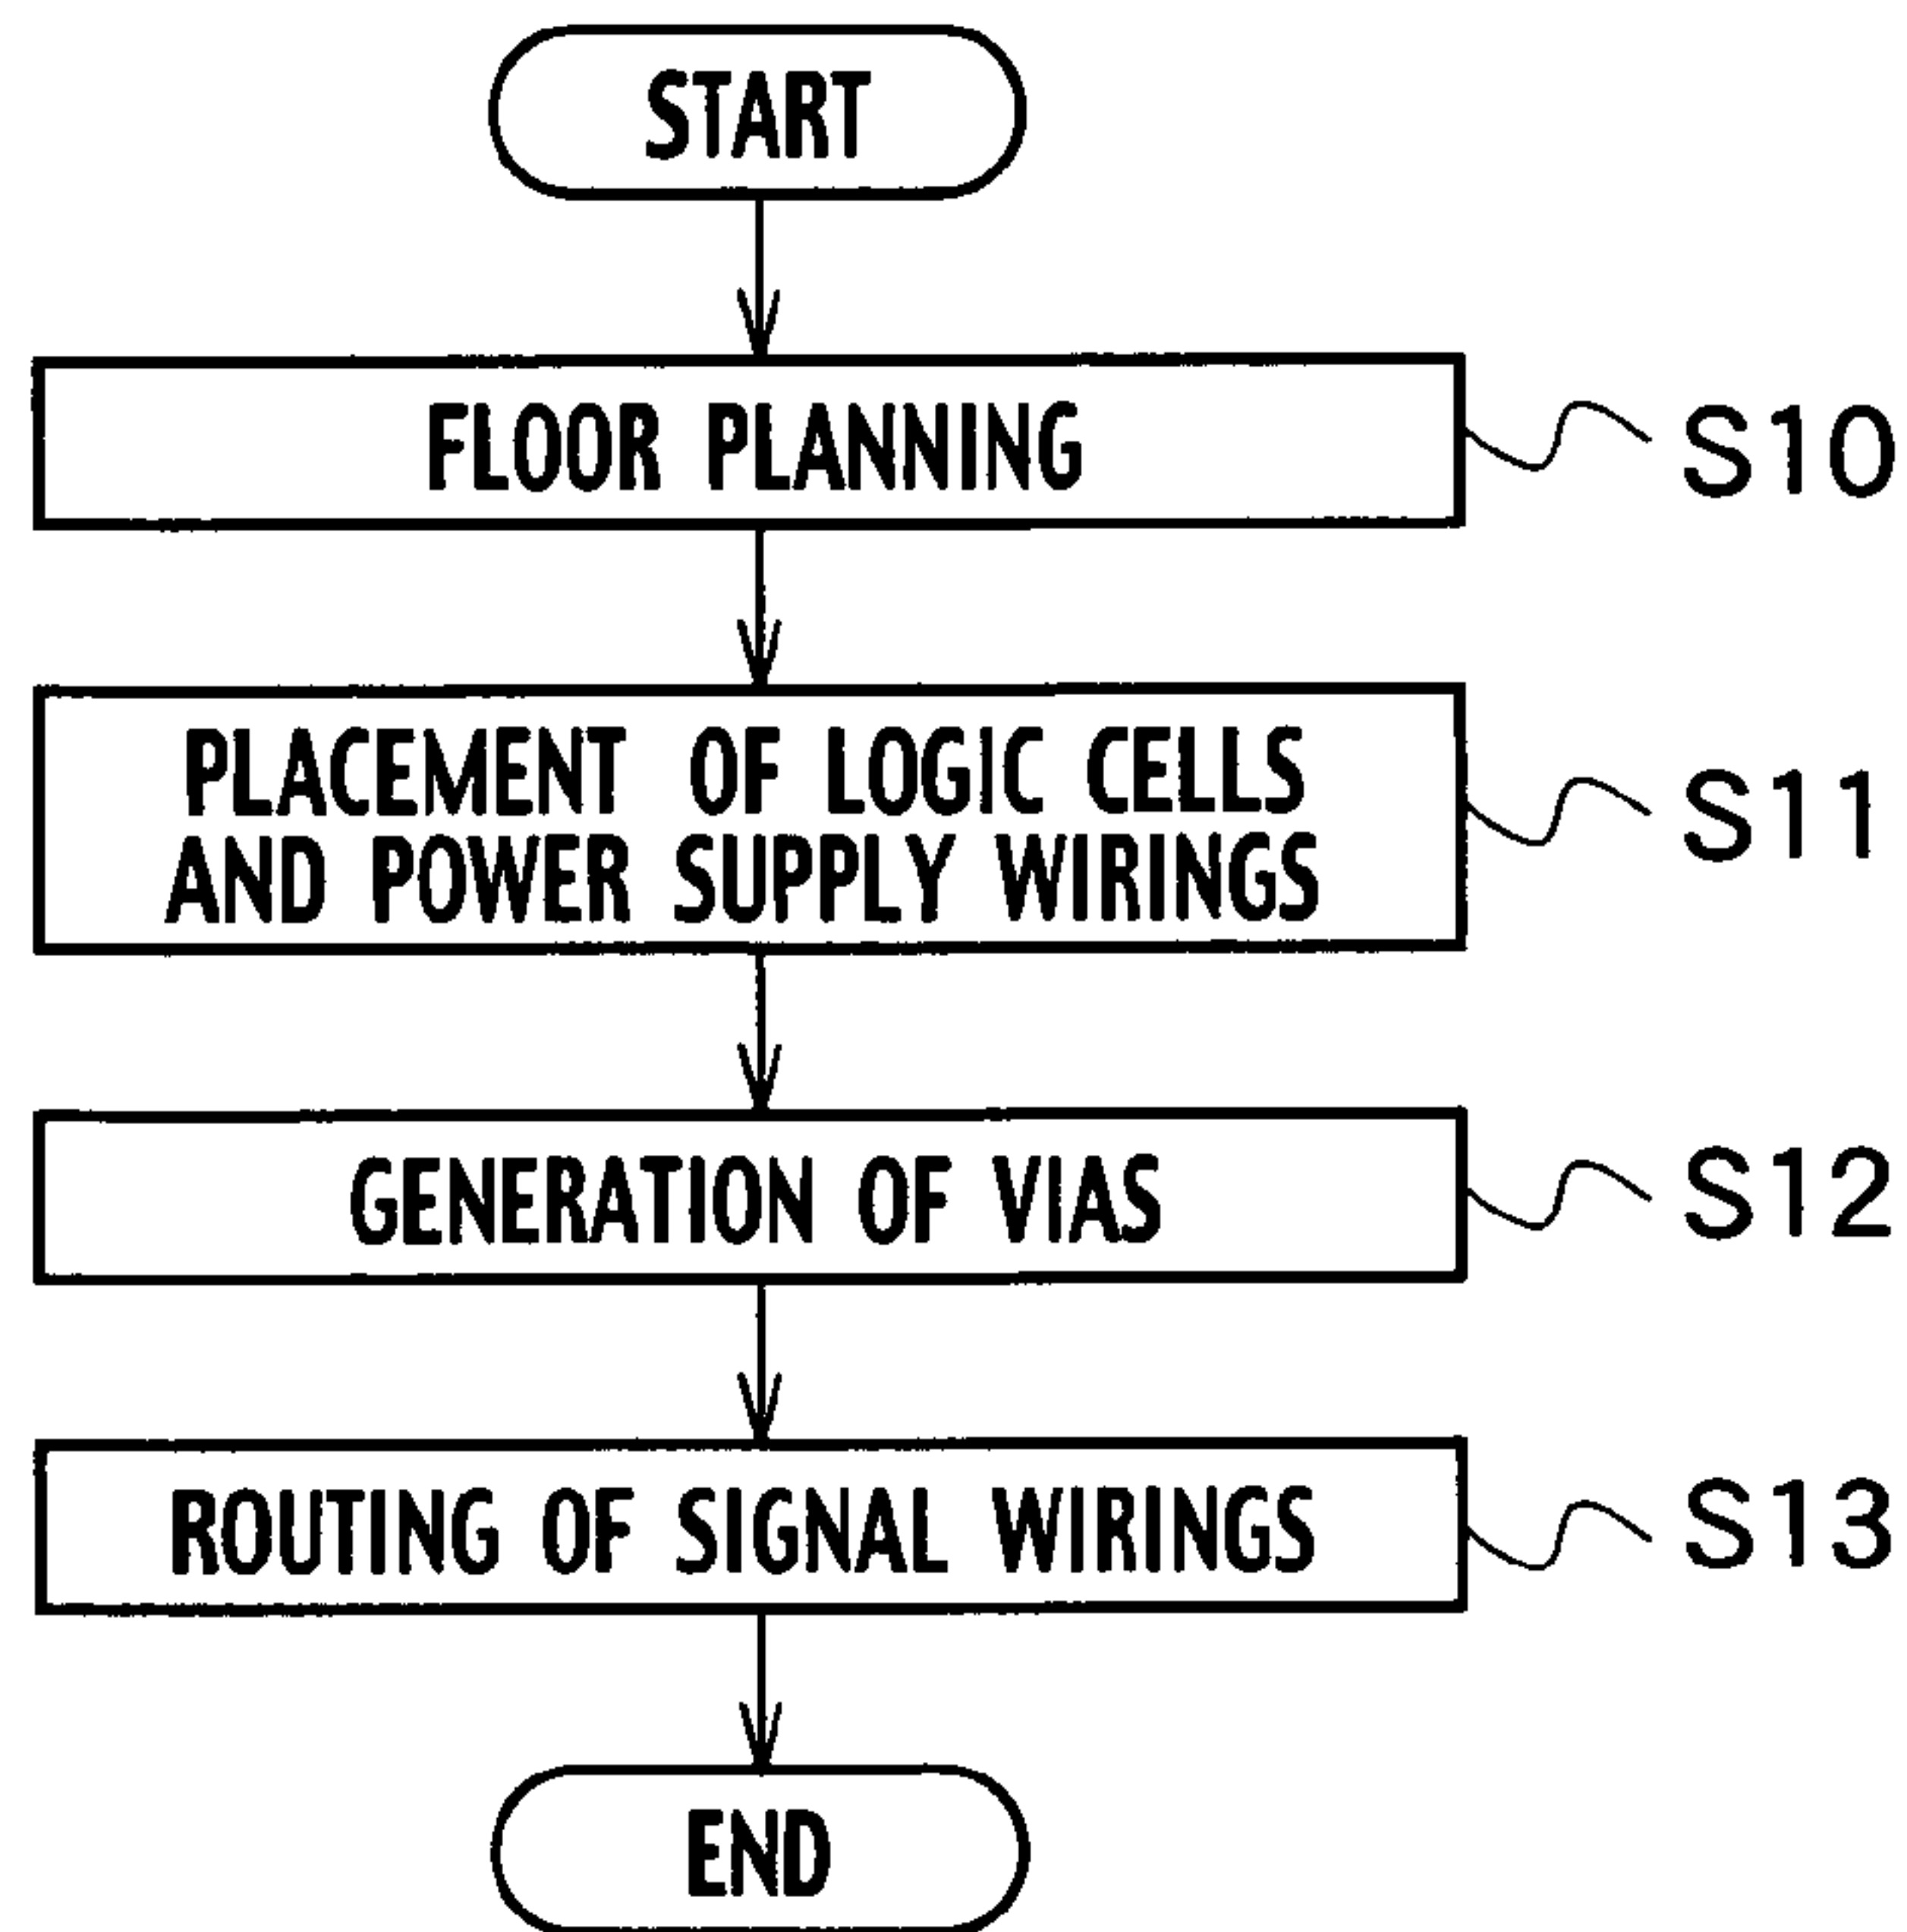 START
FLOOR PLANNING
S10
PLACEMENT OF LOGIC CELLS
AND POWER SUPPLY WIRINGS
S11
GENERATION OF VIAS
S12
ROUTING OF SIGNAL WIRINGS
S13
END